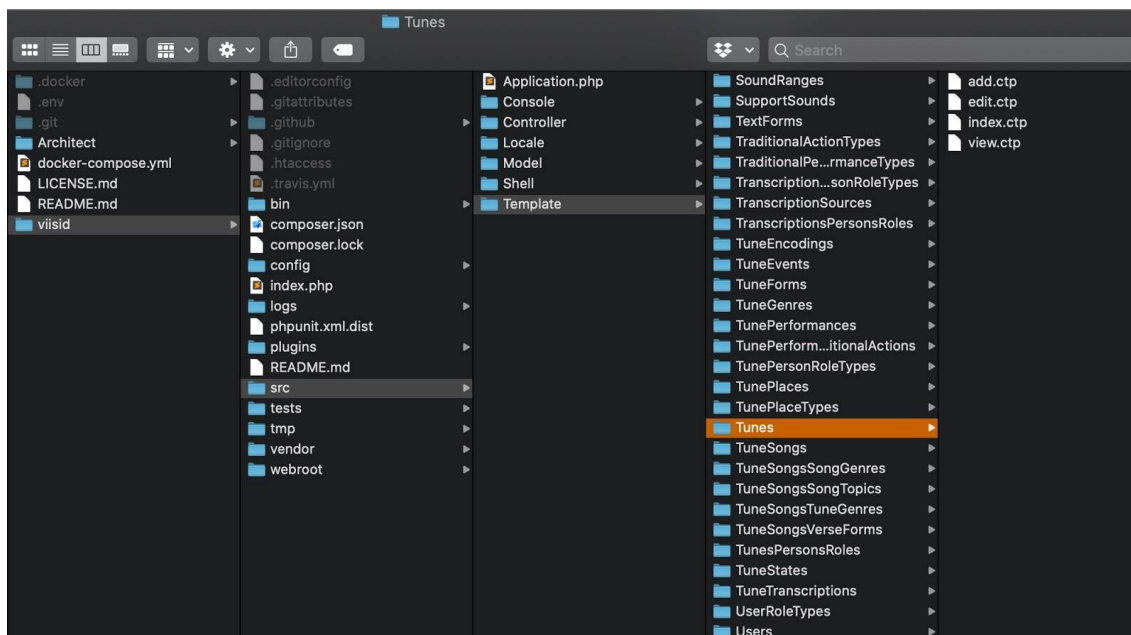 Tunes
Search
.docker
.env
.git
Architect
docker-compose.yml
LICENSE.md
README.md
viisid
.editorconfig
.gitattributes
.github
.gitignore
.htaccess
.travis.yml
bin
composer.json
composer.lock
config
index.php
logs
phpunit.xml.dist
plugins
README.md
src
tests
tmp
vendor
webroot
Application.php
Console
Controller
Locale
Model
Shell
Template
SoundRanges
SupportSounds
TextForms
TraditionalActionTypes
TraditionalPe...rmanceTypes
Transcription...sonRoleTypes
TranscriptionSources
TranscriptionsPersonsRoles
TuneEncodings
TuneEvents
TuneForms
TuneGenres
TunePerformances
TunePerform...itionalActions
TunePersonRoleTypes
TunePlaces
TunePlaceTypes
Tunes
TuneSongs
TuneSongsSongGenres
TuneSongsSongTopics
TuneSongsTuneGenres
TuneSongsVerseForms
TunesPersonsRoles
TuneStates
TuneTranscriptions
UserRoleTypes
Users
add.ctp
edit.ctp
index.ctp
view.ctp